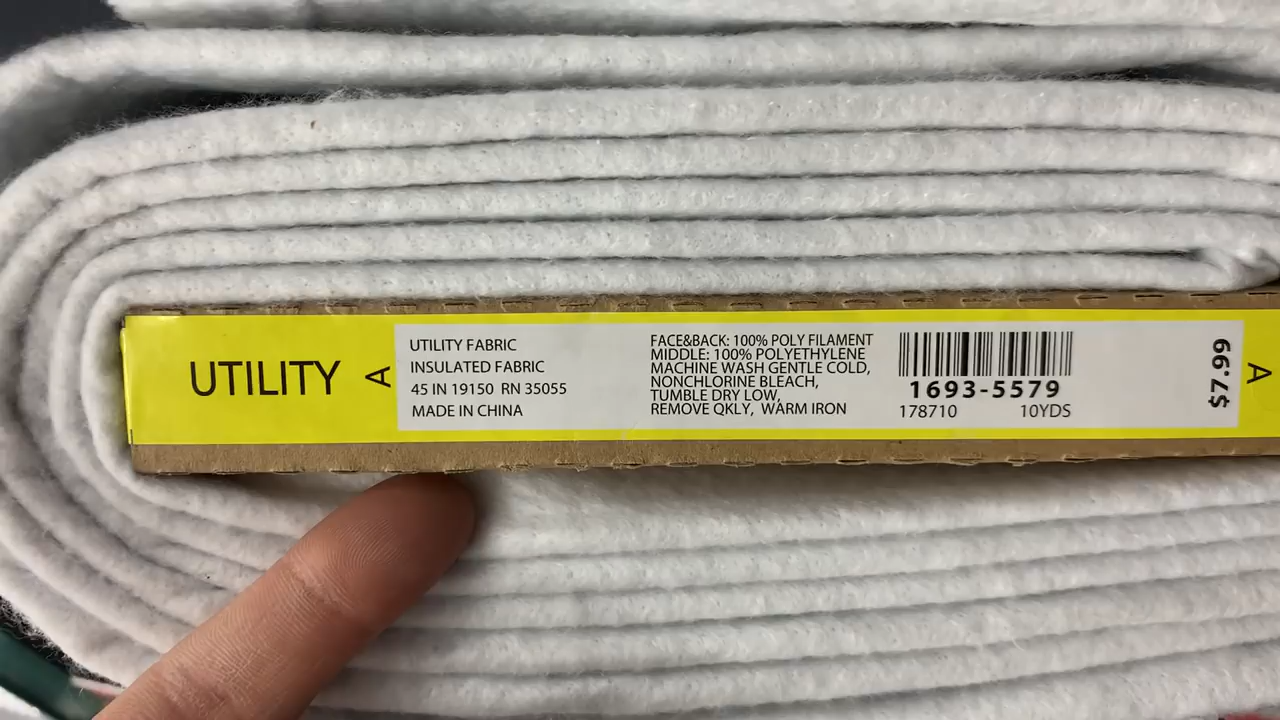 UTILITY
A
UTILITY FABRIC
INSULATED FABRIC
45 IN 19150 RN 35055
MADE IN CHINA
FACE&BACK: 100% POLY FILAMENT
MIDDLE: 100% POLYETHYLENE
MACHINE WASH GENTLE COLD,
NONCHLORINE BLEACH,
TUMBLE DRY LOW,
REMOVE QKLY, WARM IRON
1693-5579
178710 10YDS
$7.99
A